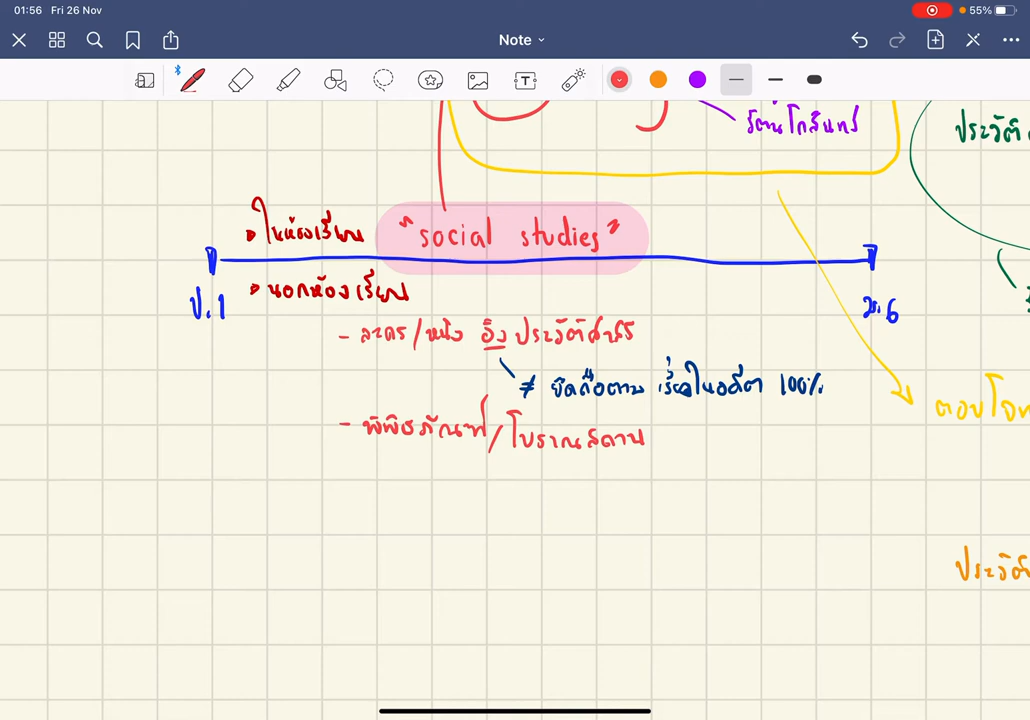 01:56 Fri 26 Nov
55%
Note
T
รัตนโกสินทร์
ประวัติ
• ในห้องเรียน
"social studies"
• นอกห้องเรียน
ป.1
ม.6
- ละคร/หนัง อิงประวัติศาสตร์
≠ ยึดถือตาม เรื่องในอดีต 100%
ตอบโจท
- พิพิธภัณฑ์/โบราณสถาน
ประวัติ